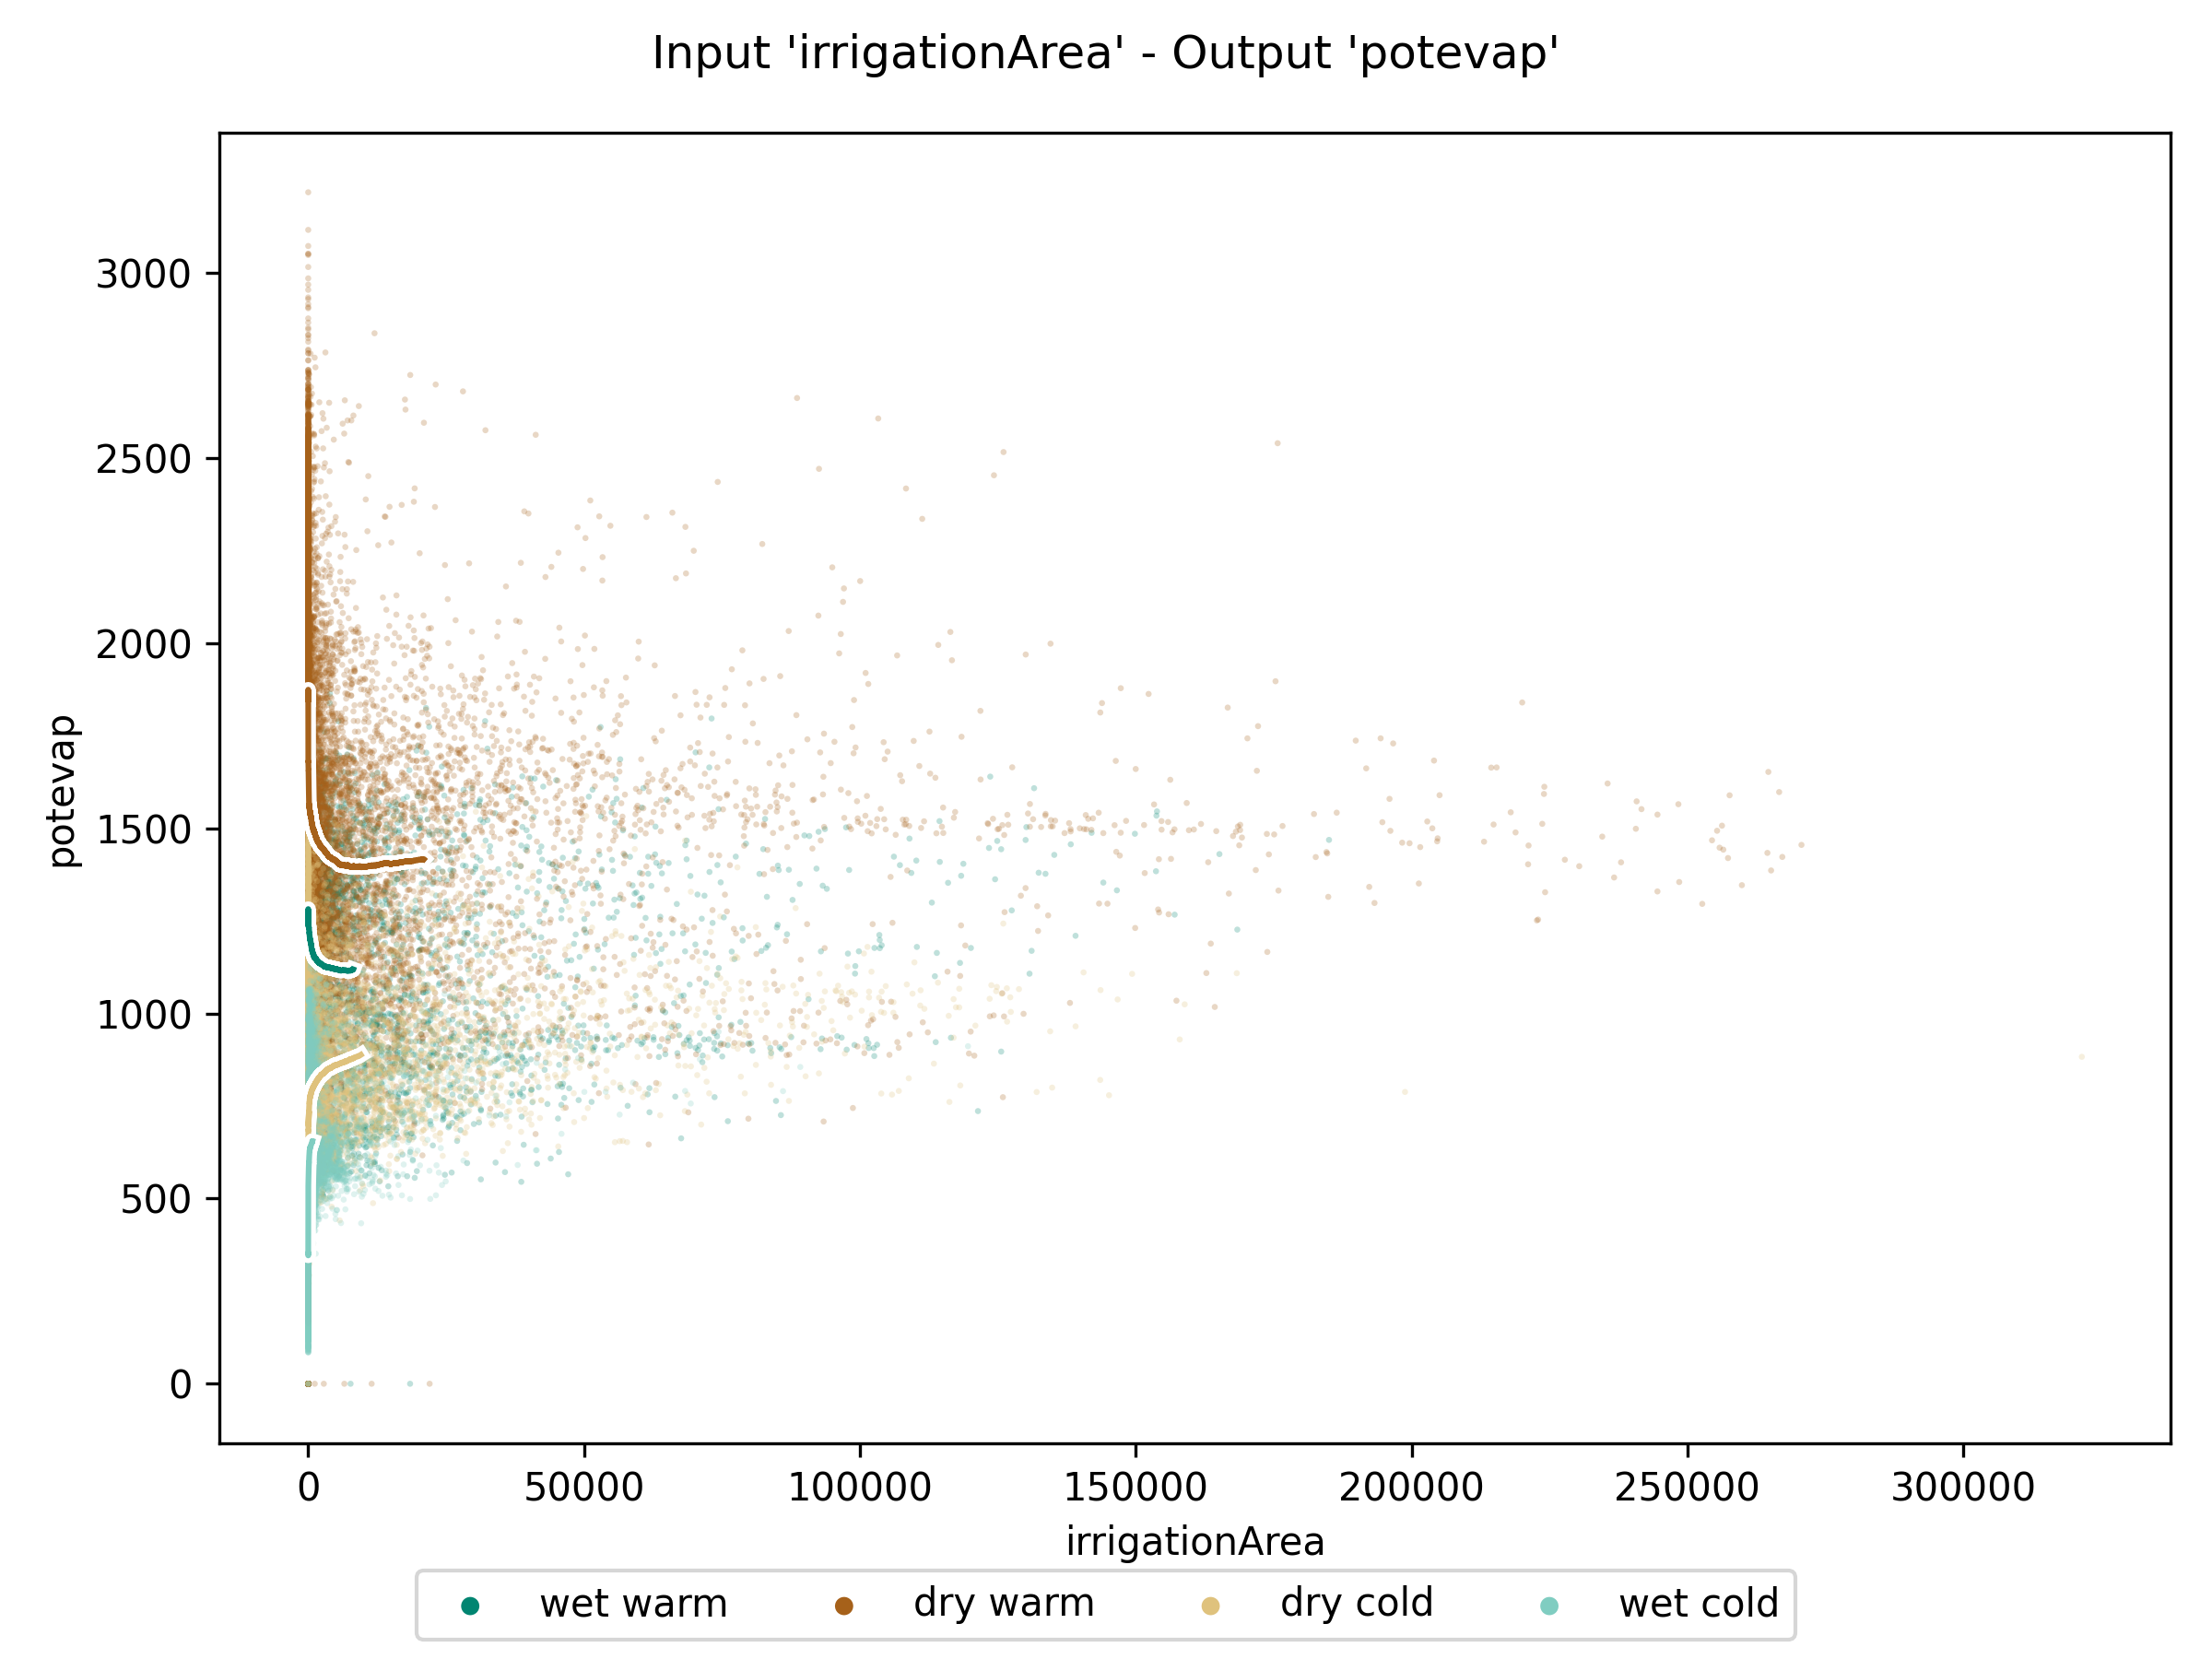 Input 'irrigationArea' - Output 'potevap'
3000
2500
2000
1500
1000
500
0
potevap
0 50000 100000 150000 200000 250000 300000
irrigationArea
wet warm dry warm dry cold wet cold